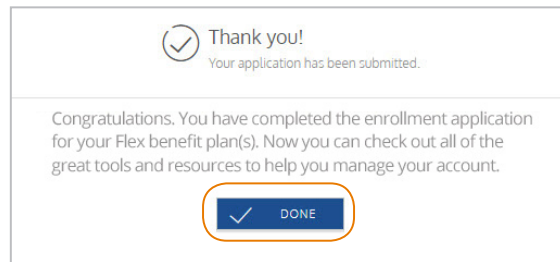 Thank you!
Your application has been submitted.
Congratulations. You have completed the enrollment application
for your Flex benefit plan(s). Now you can check out all of the
great tools and resources to help you manage your account.
DONE